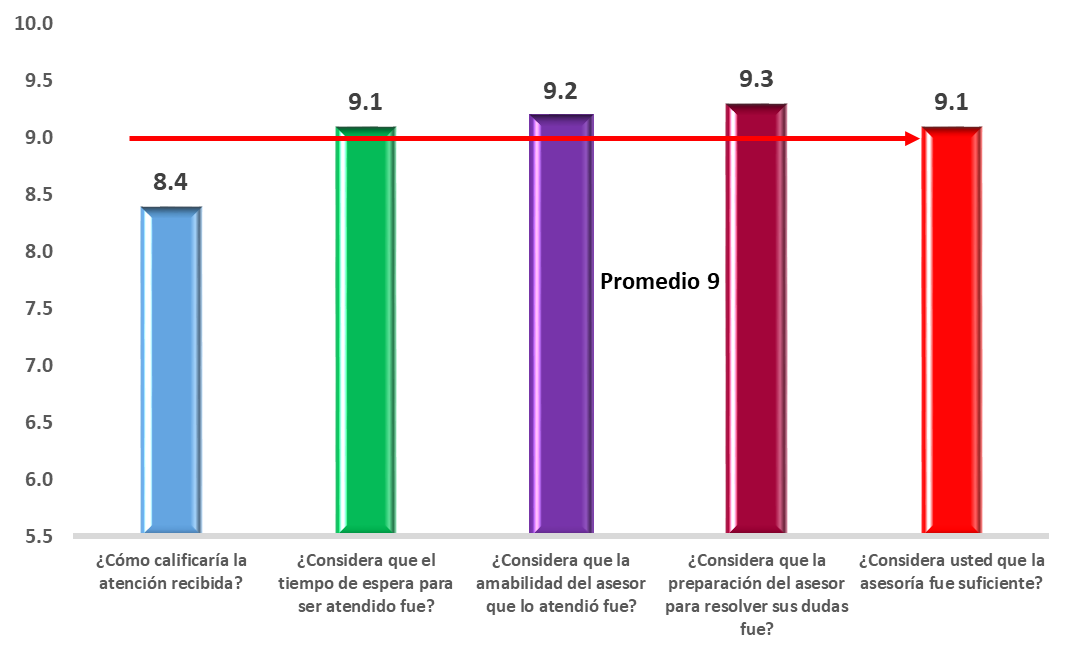 10.0
9.5
9.0
8.5
8.0
7.5
7.0
6.5
6.0
5.5
8.4
9.1
9.2
9.3
9.1
Promedio 9
¿Cómo calificaría la
atención recibida?
¿Considera que el
tiempo de espera para
ser atendido fue?
¿Considera que la
amabilidad del asesor
que lo atendió fue?
¿Considera que la
preparación del asesor
para resolver sus dudas
fue?
¿Considera usted que la
asesoría fue suficiente?